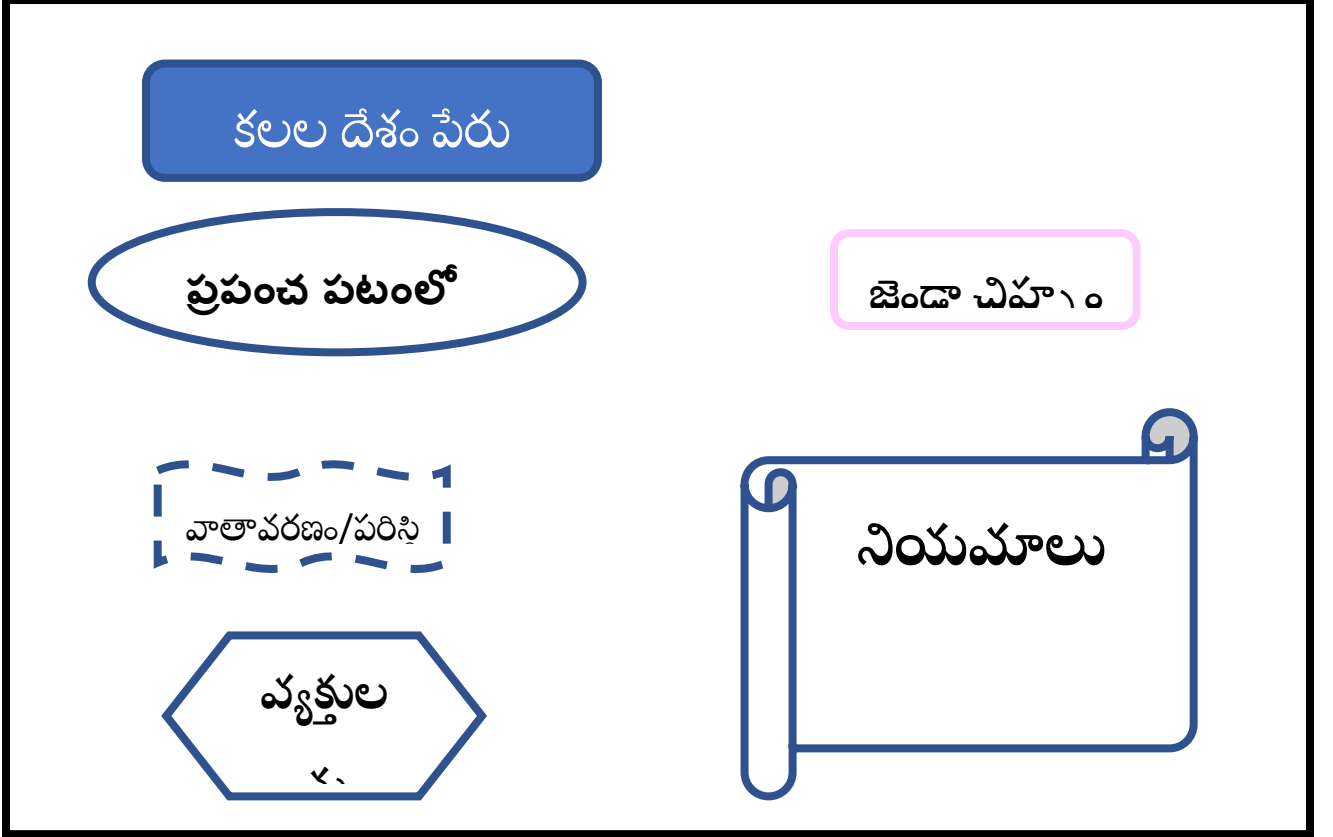 కలల దేశం పేరు
ప్రపంచ పటంలో
జెండా చిహ్నం
వాతావరణం/పరిస్థి
నియమాలు
వ్యక్తుల